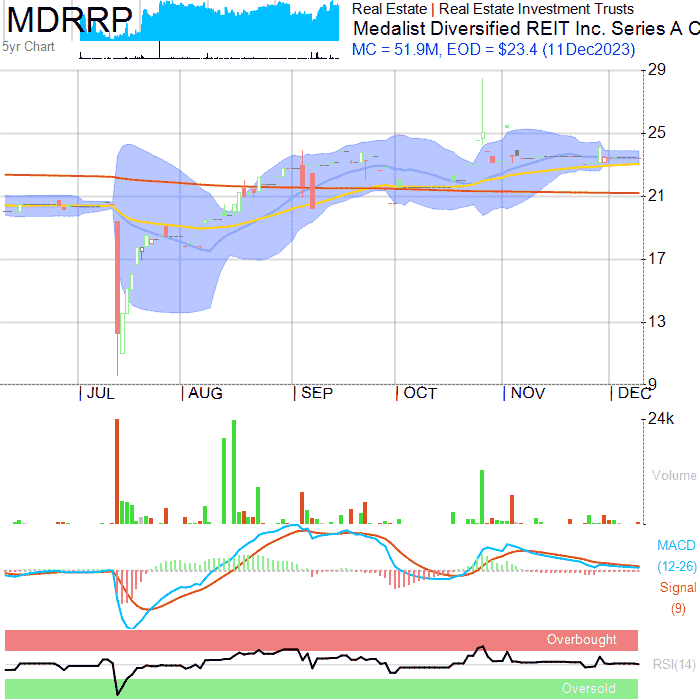 MDRRP
Real Estate | Real Estate Investment Trusts
Medalist Diversified REIT Inc. Series A C
MC = 51.9M, EOD = $23.4 (11Dec2023)
5yr Chart
29
25
21
17
13
9
JUL AUG SEP OCT NOV DEC
24k
Volume
MACD
(12-26)
Signal
(9)
Overbought
RSI(14)
Oversold